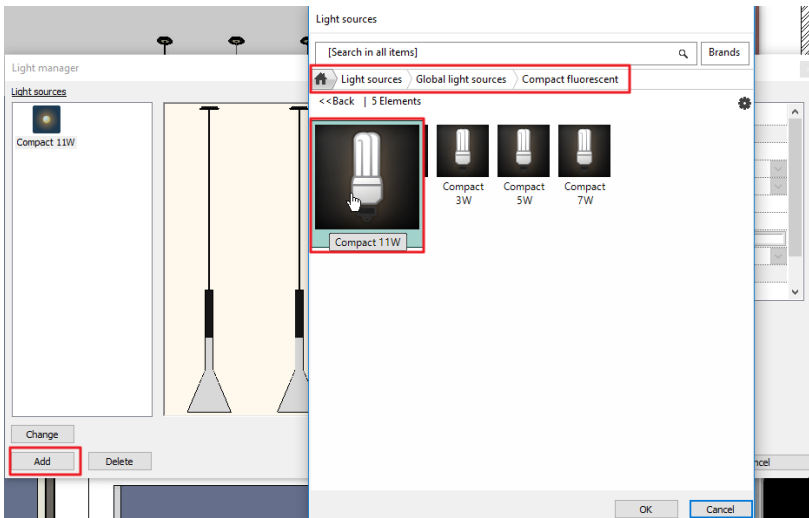 Light sources
[Search in all items]
Brands
Light sources
Global light sources
Compact fluorescent
<<Back | 5 Elements
Compact 3W
Compact 5W
Compact 7W
Compact 11W
OK
Cancel
Light manager
Light sources
Compact 11W
Change
Add
Delete
ncel